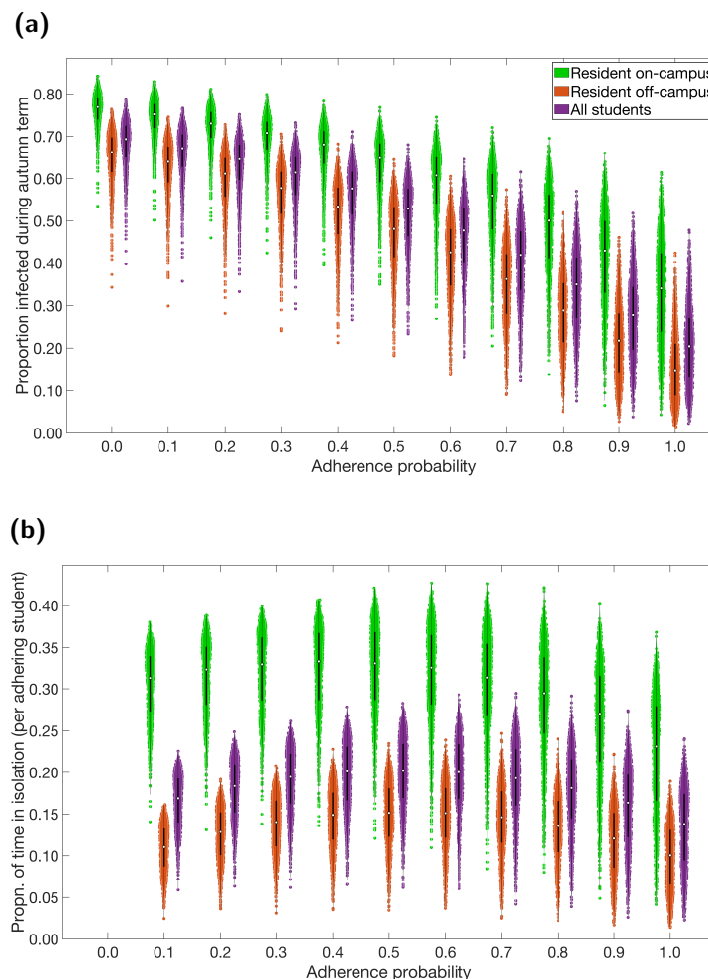 (a)
Resident on-campus
Resident off-campus
All students
0.80
0.70
0.60
0.50
0.40
0.30
0.20
0.10
0.00
Proportion infected during autumn term
0.0 0.1 0.2 0.3 0.4 0.5 0.6 0.7 0.8 0.9 1.0
Adherence probability
(b)
0.40
0.35
0.30
0.25
0.20
0.15
0.10
0.05
0.00
Propn. of time in isolation (per adhering student)
0.0 0.1 0.2 0.3 0.4 0.5 0.6 0.7 0.8 0.9 1.0
Adherence probability